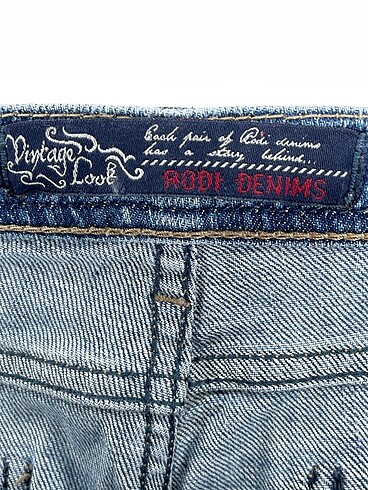 Vintage
Look
Each pair of Rodi denims
has a story behind...
RODI DENIMS